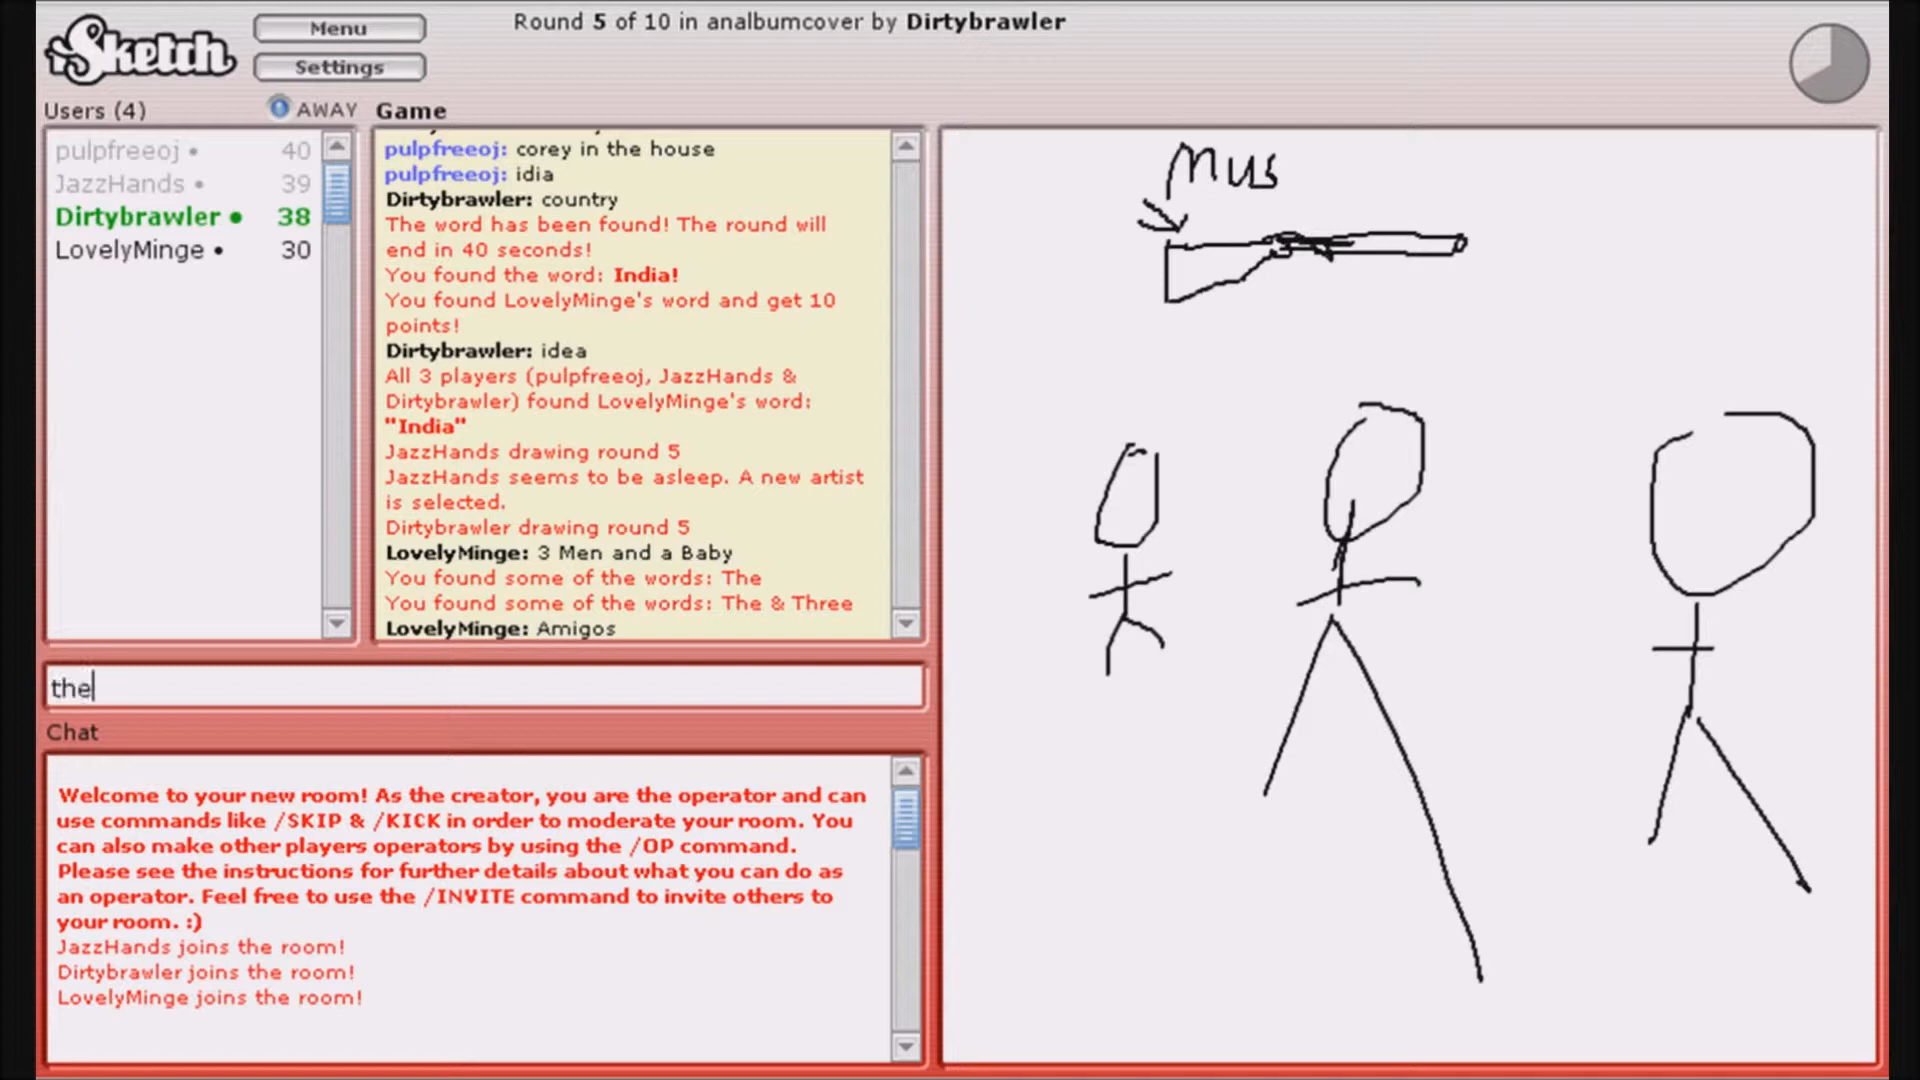 iSketch
Menu
Settings
Round 5 of 10 in analbumcover by Dirtybrawler
Users (4)
AWAY
pulpfreeoj • 40
JazzHands • 39
Dirtybrawler • 38
LovelyMinge • 30
Game
pulpfreeoj: corey in the house
pulpfreeoj: idia
Dirtybrawler: country
The word has been found! The round will
end in 40 seconds!
You found the word: India!
You found LovelyMinge's word and get 10
points!
Dirtybrawler: idea
All 3 players (pulpfreeoj, JazzHands &
Dirtybrawler) found LovelyMinge's word:
"India"
JazzHands drawing round 5
JazzHands seems to be asleep. A new artist
is selected.
Dirtybrawler drawing round 5
LovelyMinge: 3 Men and a Baby
You found some of the words: The
You found some of the words: The & Three
LovelyMinge: Amigos
the
Chat
Welcome to your new room! As the creator, you are the operator and can
use commands like /SKIP & /KICK in order to moderate your room. You
can also make other players operators by using the /OP command.
Please see the instructions for further details about what you can do as
an operator. Feel free to use the /INVITE command to invite others to
your room. :)
JazzHands joins the room!
Dirtybrawler joins the room!
LovelyMinge joins the room!
Mus